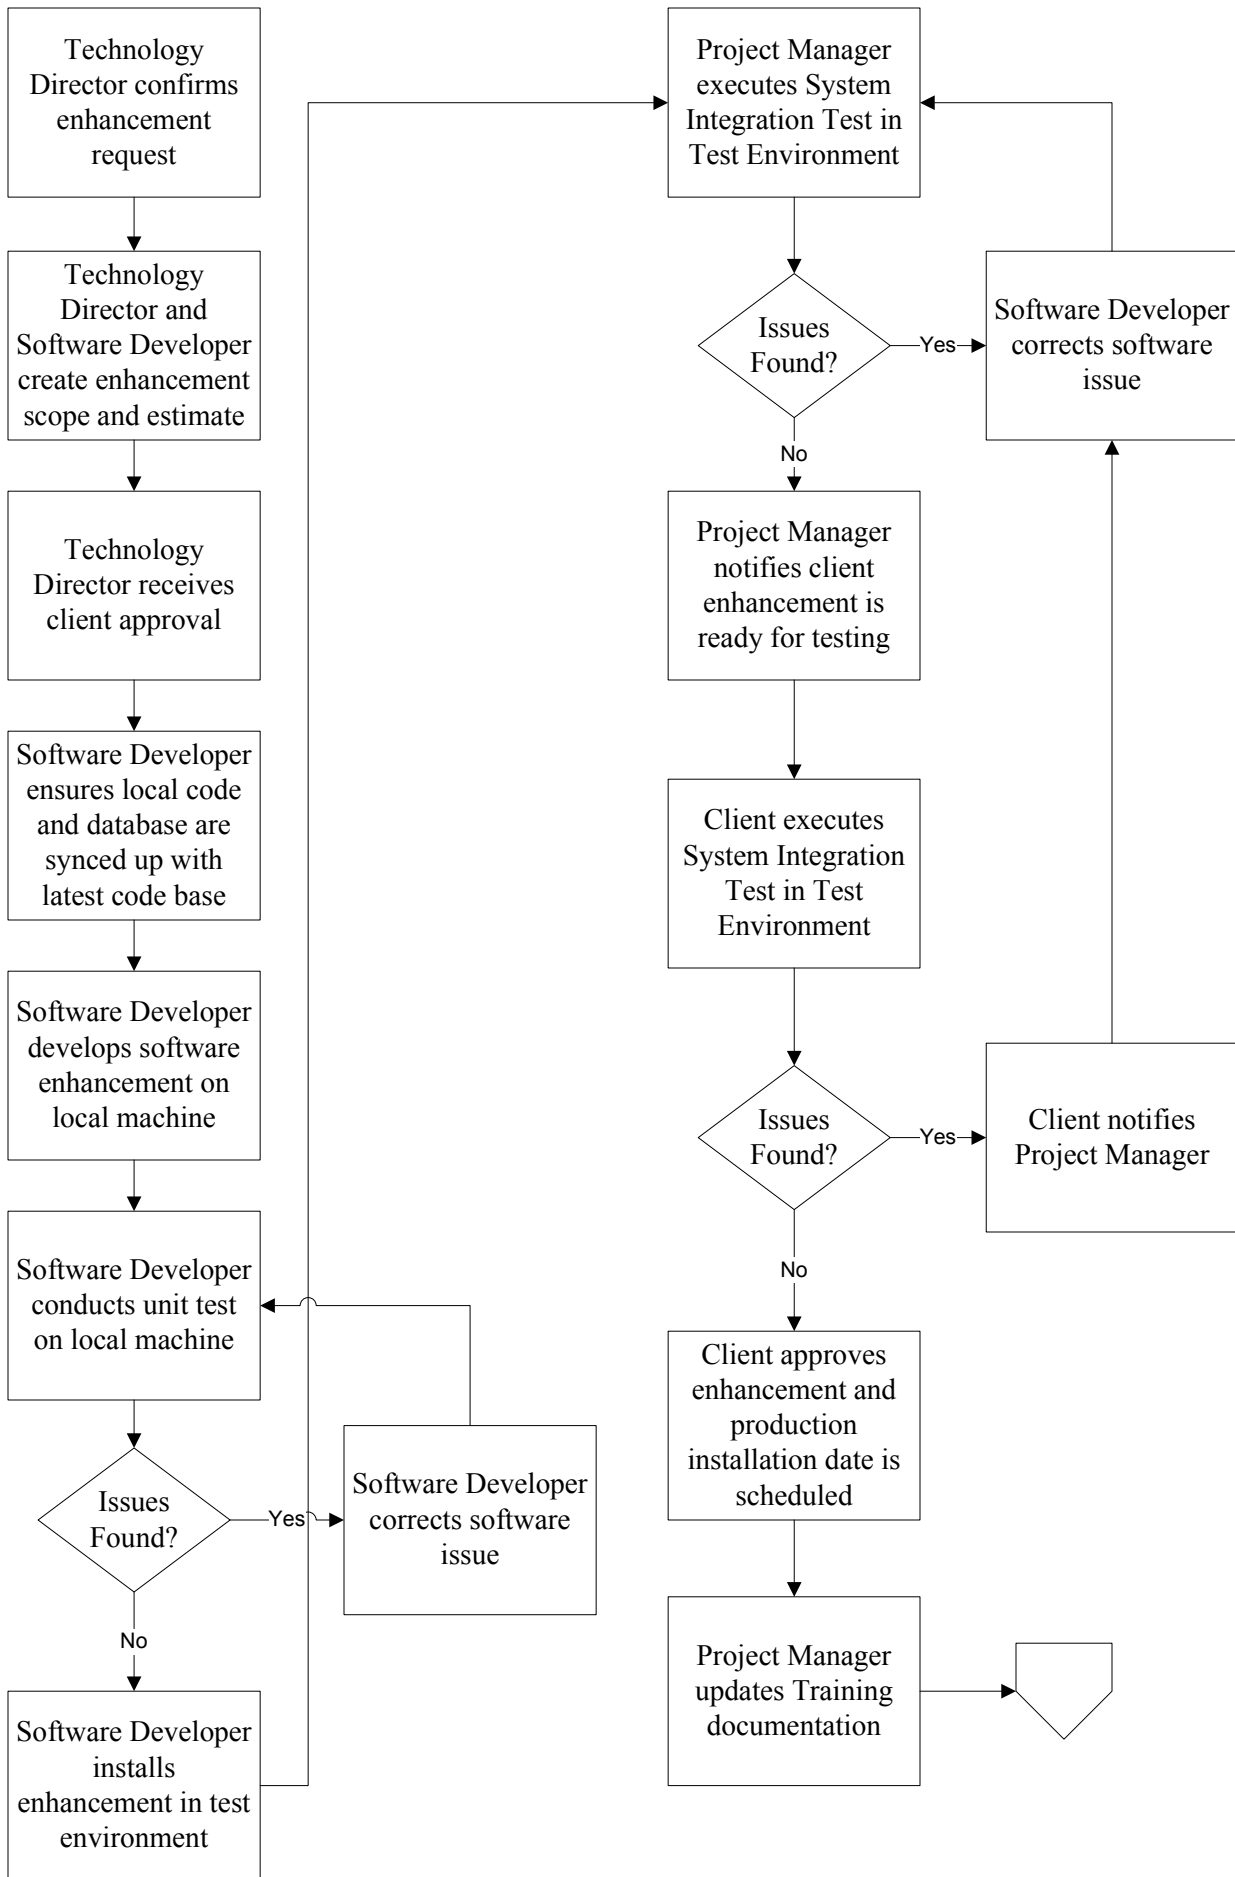 Technology
Director confirms
enhancement
request
Technology
Director and
Software Developer
create enhancement
scope and estimate
Technology
Director receives
client approval
Software Developer
ensures local code
and database are
synced up with
latest code base
Software Developer
develops software
enhancement on
local machine
Software Developer
conducts unit test
on local machine
Issues
Found?
Yes
Software Developer
corrects software
issue
No
Software Developer
installs
enhancement in test
environment
Project Manager
executes System
Integration Test in
Test Environment
Issues
Found?
Yes
Software Developer
corrects software
issue
No
Project Manager
notifies client
enhancement is
ready for testing
Client executes
System Integration
Test in Test
Environment
Issues
Found?
Yes
Client notifies
Project Manager
No
Client approves
enhancement and
production
installation date is
scheduled
Project Manager
updates Training
documentation